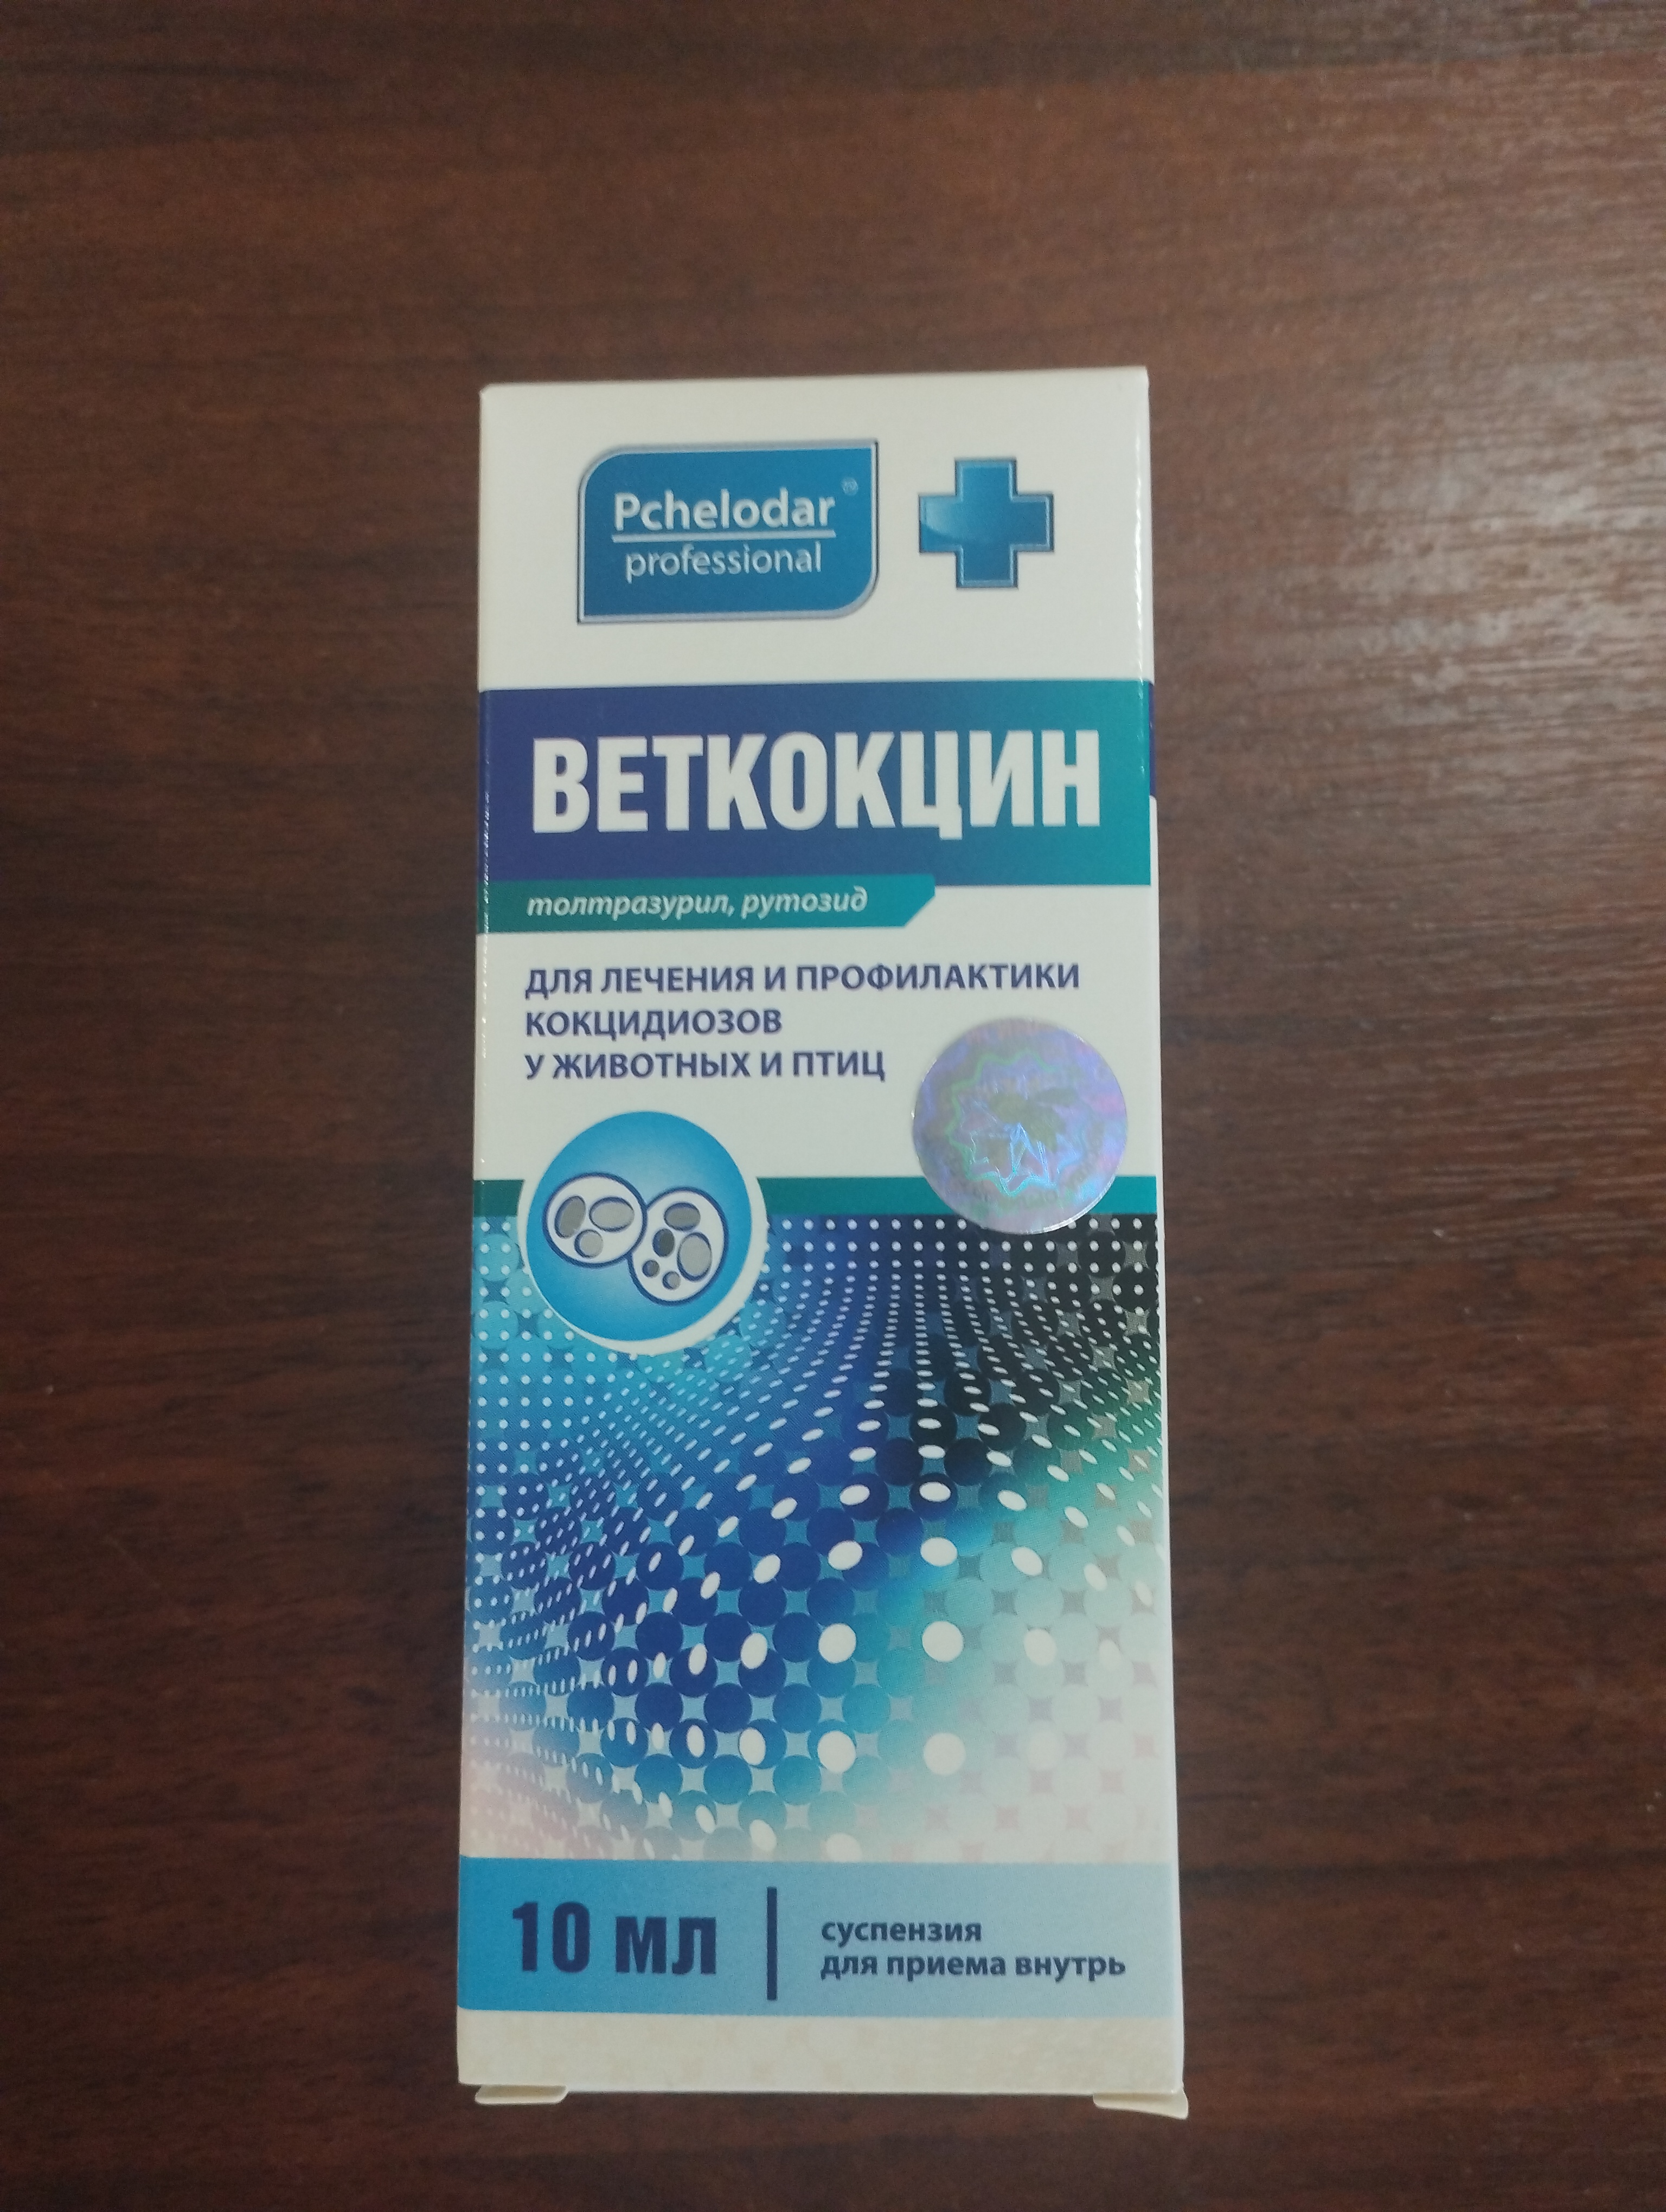 Pchelodar®
professional
ВЕТКОКЦИН
толтразурил, рутозид
ДЛЯ ЛЕЧЕНИЯ И ПРОФИЛАКТИКИ
КОКЦИДИОЗОВ
У ЖИВОТНЫХ И ПТИЦ
10 мл
суспензия
для приема внутрь